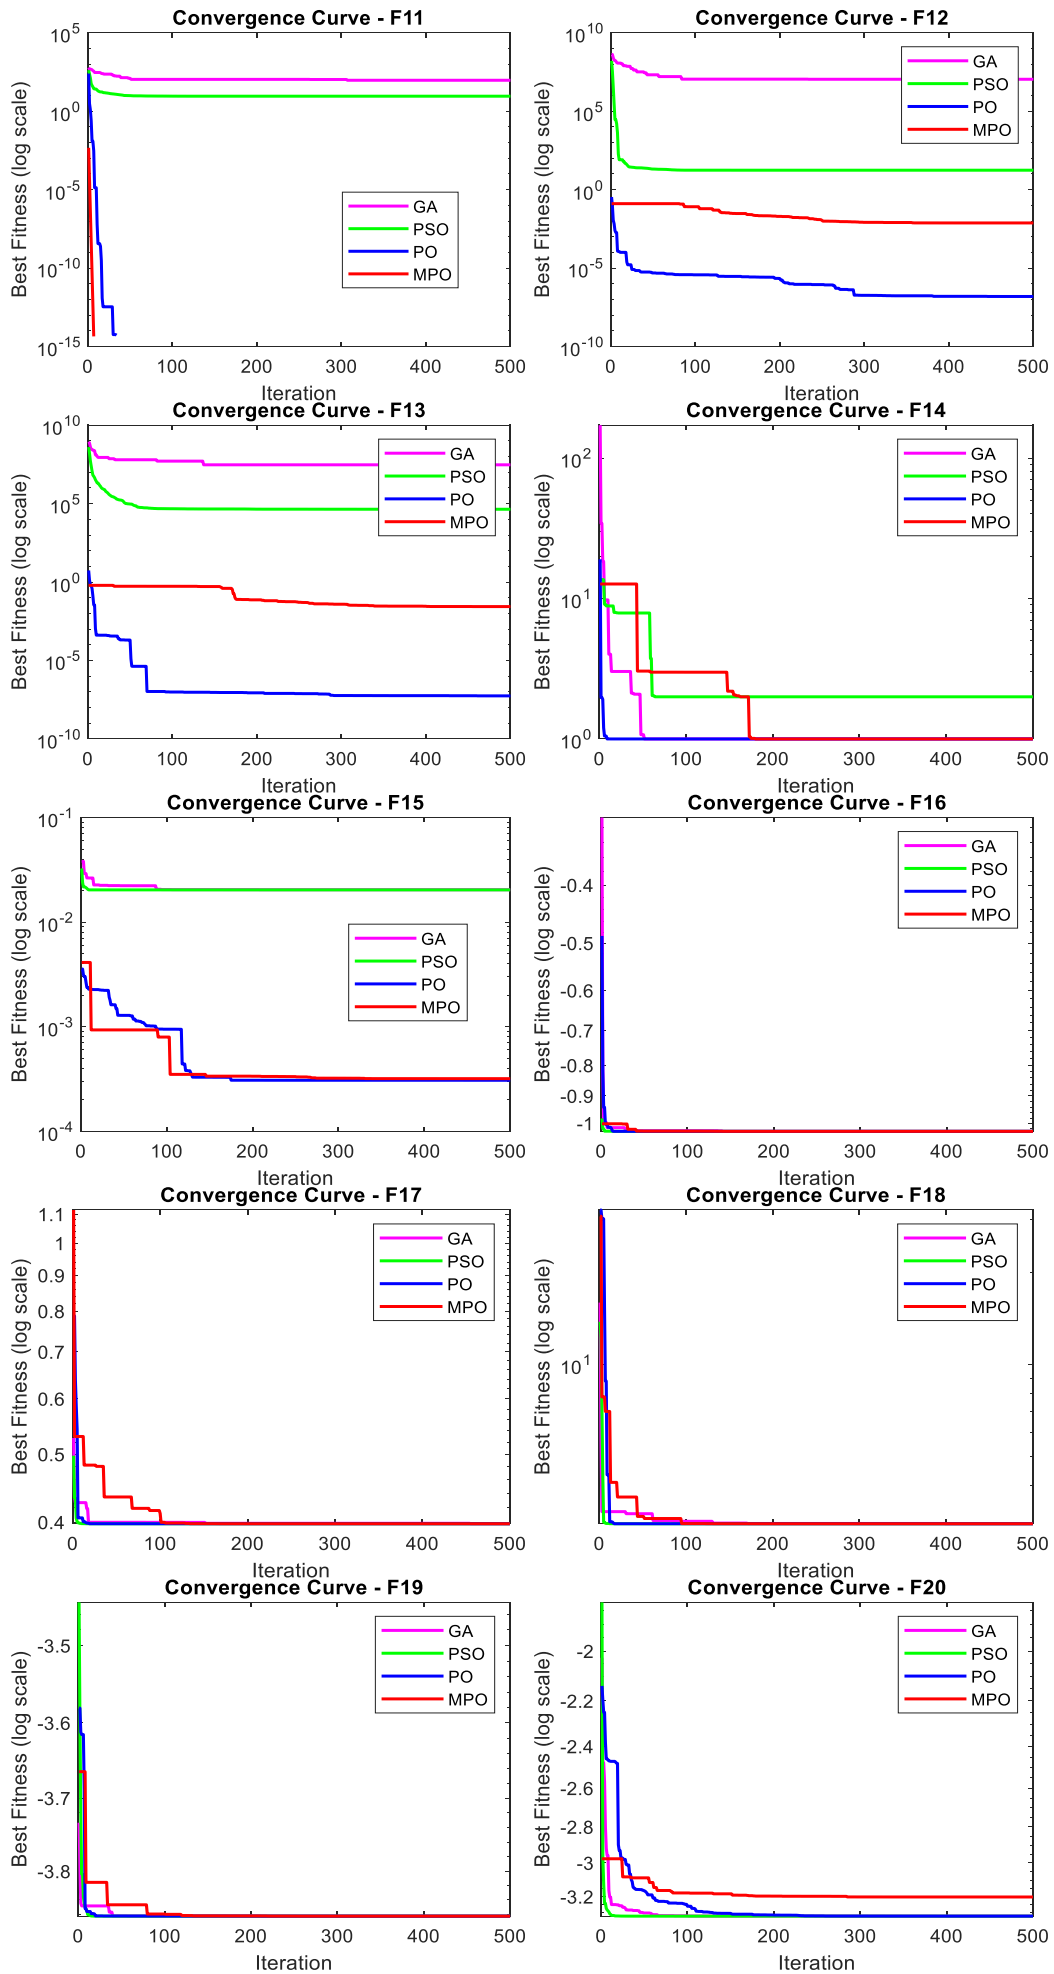 Convergence Curve - F11
Best Fitness (log scale)
10^5
10^0
10^-5
10^-10
10^-15
GA
PSO
PO
MPO
0 100 200 300 400 500
Iteration
Convergence Curve - F12
Best Fitness (log scale)
10^10
10^5
10^0
10^-5
10^-10
GA
PSO
PO
MPO
0 100 200 300 400 500
Iteration
Convergence Curve - F13
Best Fitness (log scale)
10^10
10^5
10^0
10^-5
10^-10
GA
PSO
PO
MPO
0 100 200 300 400 500
Iteration
Convergence Curve - F14
Best Fitness (log scale)
10^2
10^1
10^0
GA
PSO
PO
MPO
0 100 200 300 400 500
Iteration
Convergence Curve - F15
Best Fitness (log scale)
10^-1
10^-2
10^-3
10^-4
GA
PSO
PO
MPO
0 100 200 300 400 500
Iteration
Convergence Curve - F16
Best Fitness (log scale)
-0.4
-0.5
-0.6
-0.7
-0.8
-0.9
-1
GA
PSO
PO
MPO
0 100 200 300 400 500
Iteration
Convergence Curve - F17
Best Fitness (log scale)
1.1
1
0.9
0.8
0.7
0.6
0.5
0.4
GA
PSO
PO
MPO
0 100 200 300 400 500
Iteration
Convergence Curve - F18
Best Fitness (log scale)
10^1
GA
PSO
PO
MPO
0 100 200 300 400 500
Iteration
Convergence Curve - F19
Best Fitness (log scale)
-3.5
-3.6
-3.7
-3.8
GA
PSO
PO
MPO
0 100 200 300 400 500
Iteration
Convergence Curve - F20
Best Fitness (log scale)
-2
-2.2
-2.4
-2.6
-2.8
-3
-3.2
GA
PSO
PO
MPO
0 100 200 300 400 500
Iteration